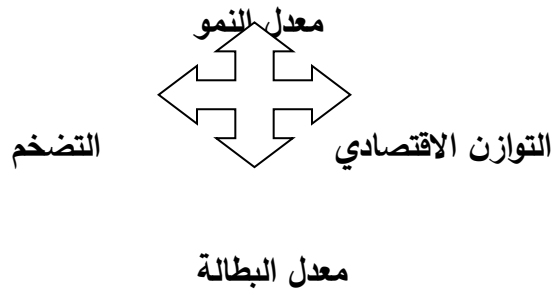 معدل النمو
التوازن الاقتصادي
التضخم
معدل البطالة